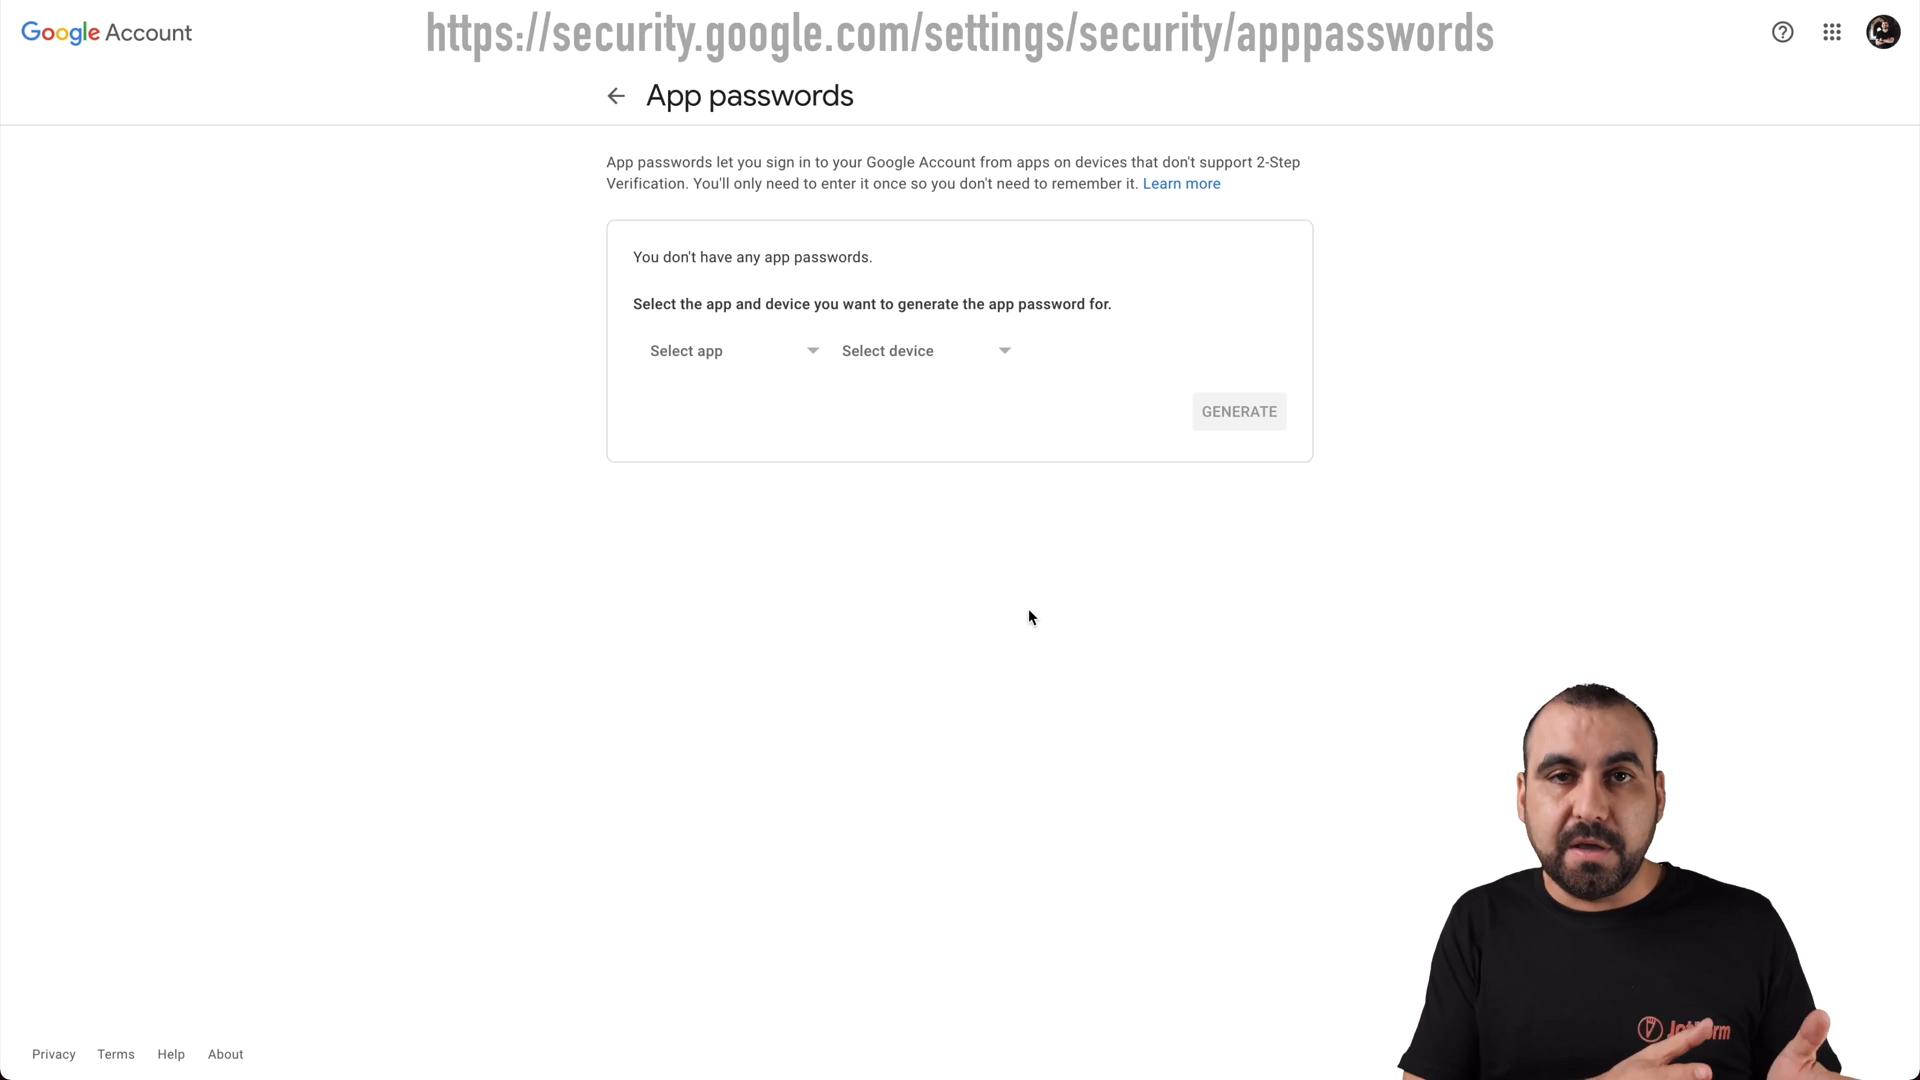 Google Account
https://security.google.com/settings/security/apppasswords
App passwords
App passwords let you sign in to your Google Account from apps on devices that don't support 2-Step
Verification. You'll only need to enter it once so you don't need to remember it. Learn more
You don't have any app passwords.
Select the app and device you want to generate the app password for.
Select app
Select device
GENERATE
Privacy
Terms
Help
About